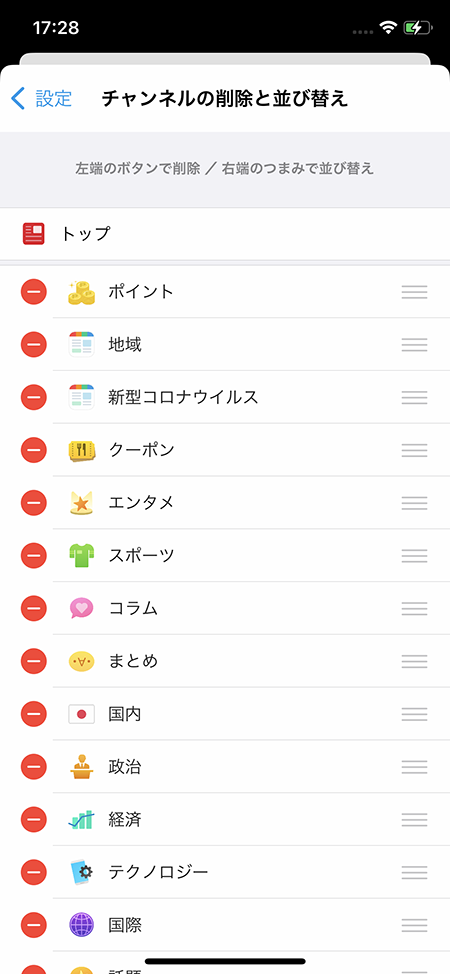 17:28
設定
チャンネルの削除と並び替え
左端のボタンで削除 / 右端のつまみで並び替え
トップ
ポイント
地域
新型コロナウイルス
クーポン
エンタメ
スポーツ
コラム
まとめ
国内
政治
経済
テクノロジー
国際
話題